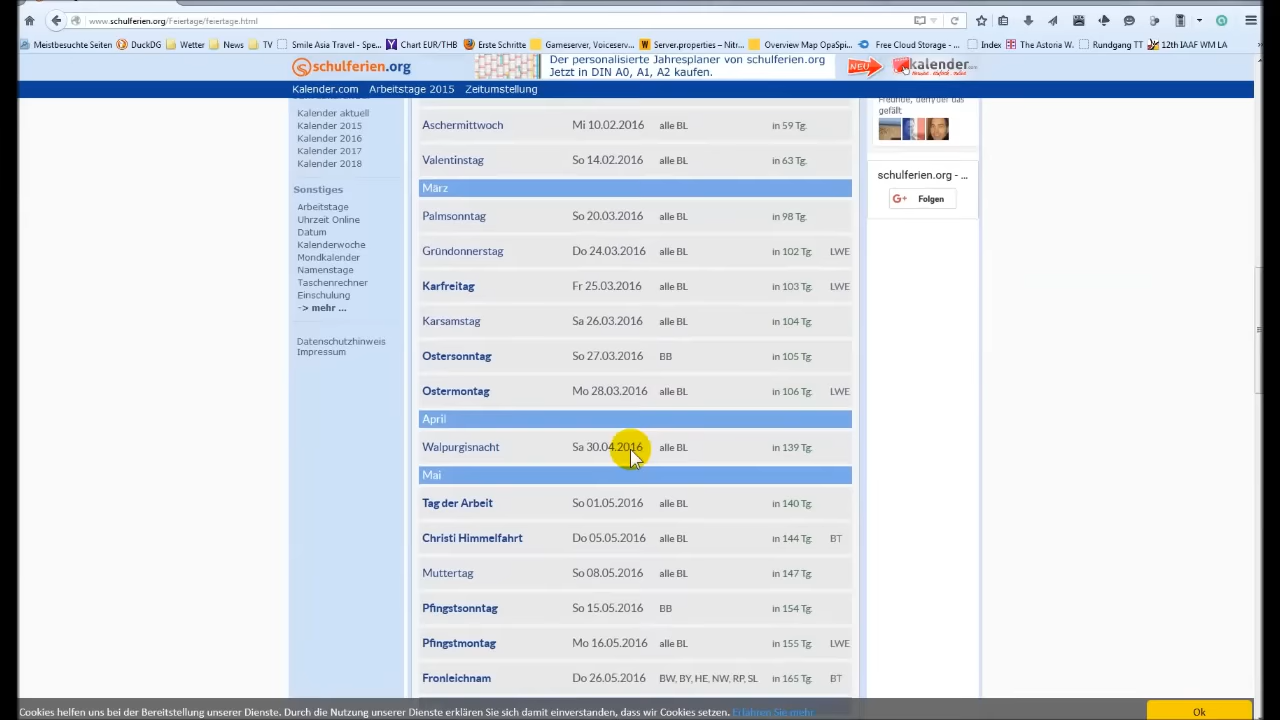 www.schulferien.org/Feiertage/feiertage.html
Meistbesuchte Seiten DuckDG Wetter News TV Smile Asia Travel - Spe... Chart EUR/THB Erste Schritte Gameserver, Voiceserv... Server.properties – Nitr... Overview Map OpaSpi... Free Cloud Storage - ... Index The Astoria W. Rundgang TT 12th IAAF WM LA
schulferien.org
Der personalisierte Jahresplaner von schulferien.org
Jetzt in DIN A0, A1, A2 kaufen.
NEU kalender.com
Kalender.com Arbeitstage 2015 Zeitumstellung
Kalender aktuell
Kalender 2015
Kalender 2016
Kalender 2017
Kalender 2018
Sonstiges
Arbeitstage
Uhrzeit Online
Datum
Kalenderwoche
Mondkalender
Namenstage
Taschenrechner
Einschulung
-> mehr ...
Datenschutzhinweis
Impressum
Aschermittwoch Mi 10.02.2016 alle BL in 59 Tg.
Valentinstag So 14.02.2016 alle BL in 63 Tg.
März
Palmsonntag So 20.03.2016 alle BL in 98 Tg.
Gründonnerstag Do 24.03.2016 alle BL in 102 Tg. LWE
Karfreitag Fr 25.03.2016 alle BL in 103 Tg. LWE
Karsamstag Sa 26.03.2016 alle BL in 104 Tg.
Ostersonntag So 27.03.2016 BB in 105 Tg.
Ostermontag Mo 28.03.2016 alle BL in 106 Tg. LWE
April
Walpurgisnacht Sa 30.04.2016 alle BL in 139 Tg.
Mai
Tag der Arbeit So 01.05.2016 alle BL in 140 Tg.
Christi Himmelfahrt Do 05.05.2016 alle BL in 144 Tg. BT
Muttertag So 08.05.2016 alle BL in 147 Tg.
Pfingstsonntag So 15.05.2016 BB in 154 Tg.
Pfingstmontag Mo 16.05.2016 alle BL in 155 Tg. LWE
Fronleichnam Do 26.05.2016 BW, BY, HE, NW, RP, SL in 165 Tg. BT
Freunde, dem/der das
gefällt
schulferien.org - ...
G+ Folgen
Cookies helfen uns bei der Bereitstellung unserer Dienste. Durch die Nutzung unserer Dienste erklären Sie sich damit einverstanden, dass wir Cookies setzen. Erfahren Sie mehr Ok